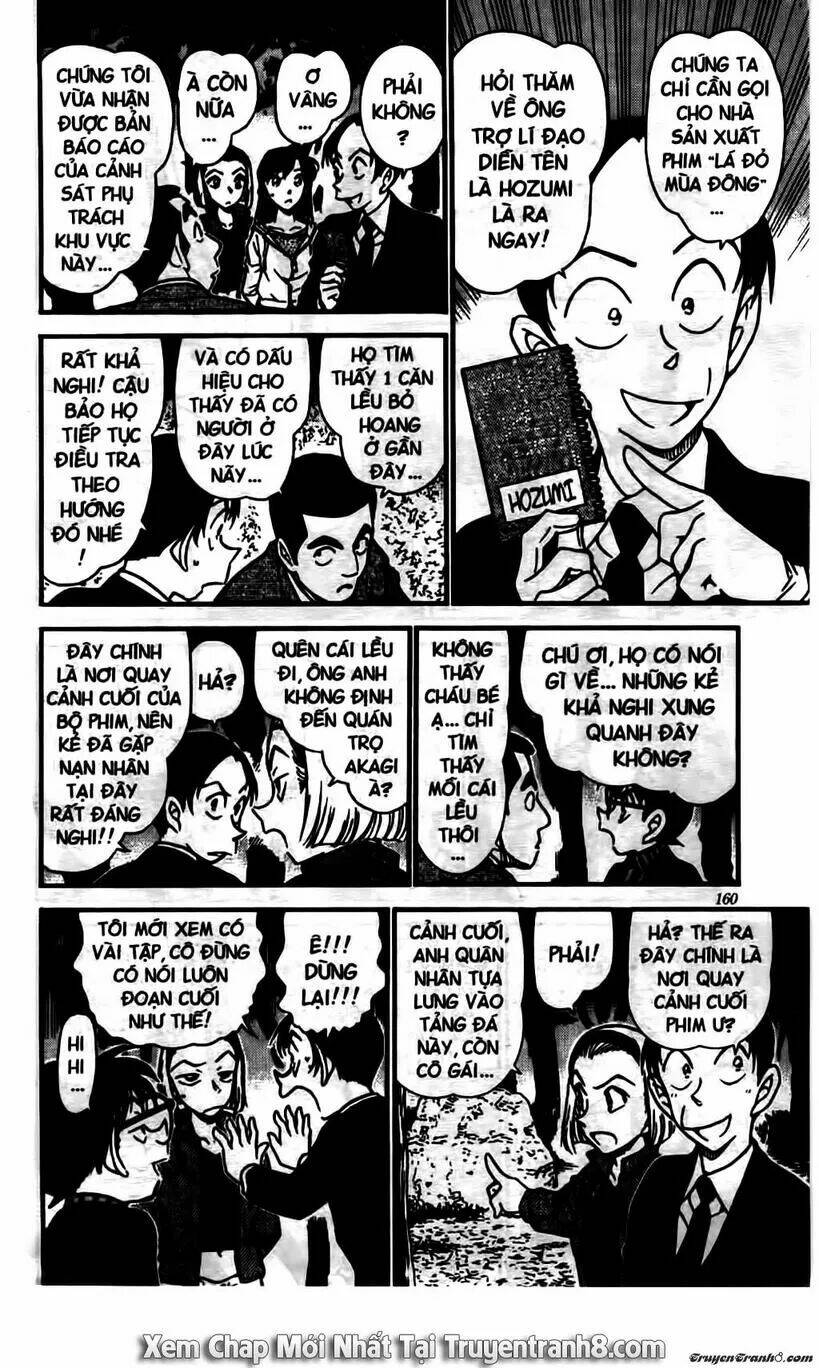 CHÚNG TA
CHỈ CẦN GỌI
CHO NHÀ
SẢN XUẤT
PHIM "LÁ ĐỎ
MÙA ĐÔNG"
...
HỎI THĂM
VỀ ÔNG
TRỢ LÍ ĐẠO
DIỄN TÊN
LÀ HOZUMI
LÀ RA
NGAY!
HOZUMI
PHẢI
KHÔNG
?
Ơ
VÂNG
...
À CÒN
NỮA
...
CHÚNG TÔI
VỪA NHẬN
ĐƯỢC BẢN
BÁO CÁO
CỦA CẢNH
SÁT PHỤ
TRÁCH
KHU VỰC
NÀY...
HỌ TÌM
THẤY 1 CĂN
LỀU BỎ
HOANG
Ở GẦN
ĐÂY...
VÀ CÓ DẤU
HIỆU CHO
THẤY ĐÃ CÓ
NGƯỜI Ở
ĐÂY LÚC
NÃY...
RẤT KHẢ
NGHI! CẬU
BẢO HỌ
TIẾP TỤC
ĐIỀU TRA
THEO
HƯỚNG
ĐÓ NHÉ
!
CHÚ ƠI, HỌ CÓ NÓI
GÌ VỀ... NHỮNG KẺ
KHẢ NGHI XUNG
QUANH ĐÂY
KHÔNG?
KHÔNG
THẤY
CHÁU BÉ
Ạ... CHỈ
TÌM
THẤY
MỖI CÁI
LỀU
THÔI
...
QUÊN CÁI LỀU
ĐI, ÔNG ANH
KHÔNG ĐỊNH
ĐẾN QUÁN
TRỌ
AKAGI
À?
HẢ?
ĐÂY CHÍNH
LÀ NƠI QUAY
CẢNH CUỐI CỦA
BỘ PHIM, NÊN
KẺ ĐÃ GẶP
NẠN NHÂN
TẠI ĐÂY
RẤT ĐÁNG
NGHI!!
160
HẢ? THẾ RA
ĐÂY CHÍNH LÀ
NƠI QUAY
CẢNH CUỐI
PHIM Ư?
PHẢI!
CẢNH CUỐI,
ANH QUÂN
NHÂN TỰA
LƯNG VÀO
TẢNG ĐÁ
NÀY, CÒN
CÔ GÁI...
Ê!!!
DỪNG
LẠI!!!
TÔI MỚI XEM CÓ
VÀI TẬP, CÔ ĐỪNG
CÓ NÓI LUÔN
ĐOẠN CUỐI
NHƯ THẾ!
HI
HI
...
Xem Chap Mới Nhất Tại Truyentranh8.com
TruyenTranh8.com